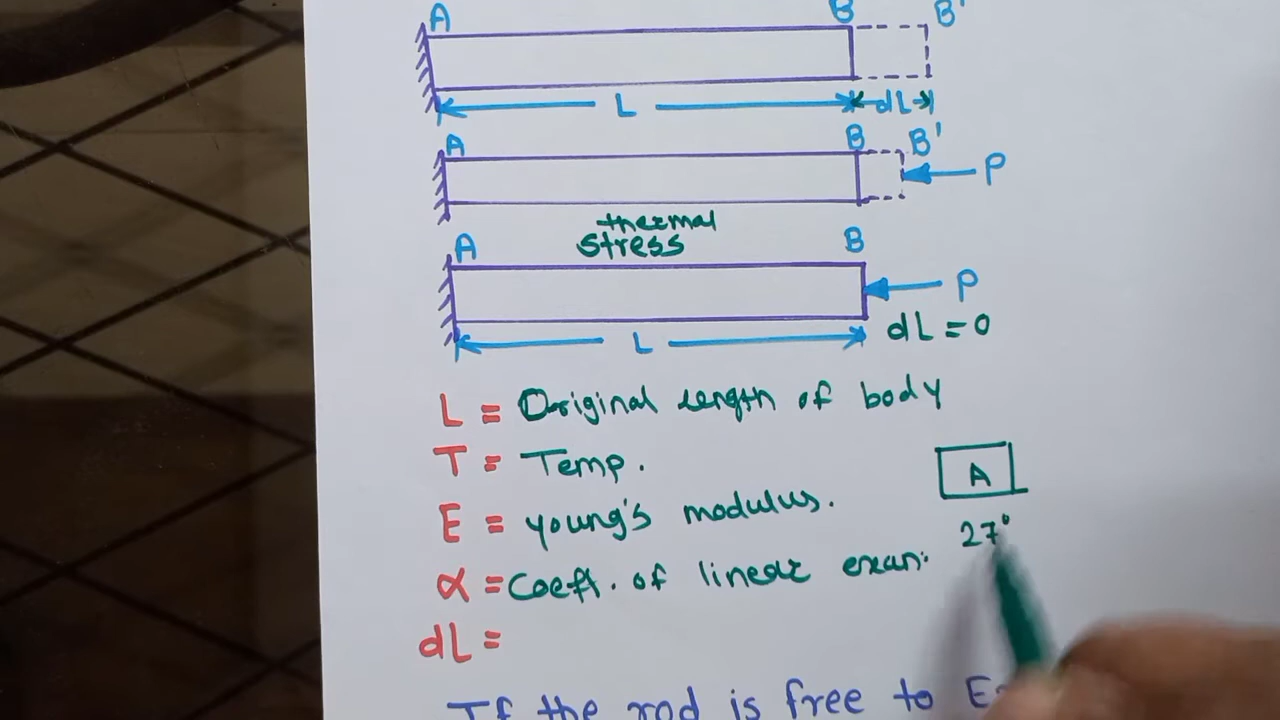 A B B'
L dL
A B B'
P
thermal
stress
A B
P
L dL = 0
L = Original length of body
T = Temp.
E = young's modulus.
A
27°
α = Coeff. of linear exan.
dL =
If the rod is free to